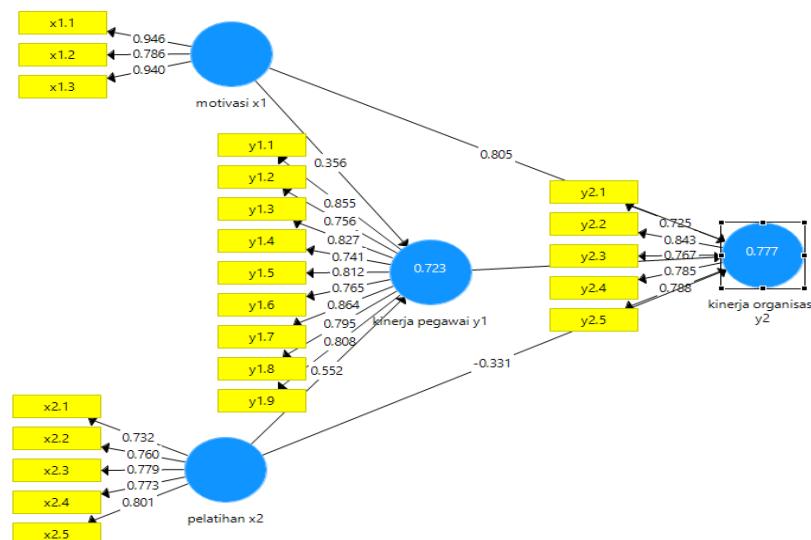 x1.1
x1.2
x1.3
0.946
0.786
0.940
motivasi x1
0.356
0.805
y1.1
y1.2
y1.3
y1.4
y1.5
y1.6
y1.7
y1.8
y1.9
0.855
0.756
0.827
0.741
0.812
0.765
0.864
0.795
0.808
0.552
0.723
kinerja pegawai y1
y2.1
y2.2
y2.3
y2.4
y2.5
0.725
0.843
0.767
0.785
0.788
0.777
kinerja organisas
y2
-0.331
x2.1
x2.2
x2.3
x2.4
x2.5
0.732
0.760
0.779
0.773
0.801
pelatihan x2